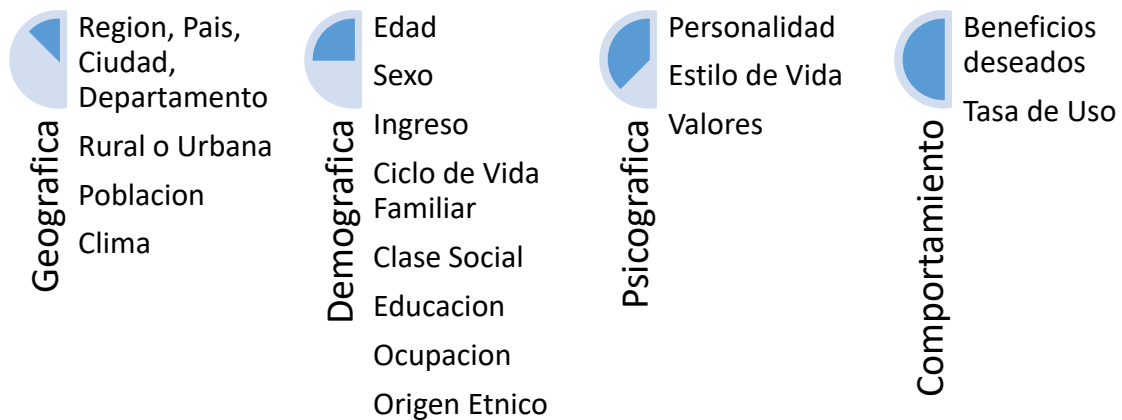 Geografica
Region, Pais,
Ciudad,
Departamento
Rural o Urbana
Poblacion
Clima
Demografica
Edad
Sexo
Ingreso
Ciclo de Vida
Familiar
Clase Social
Educacion
Ocupacion
Origen Etnico
Psicografica
Personalidad
Estilo de Vida
Valores
Comportamiento
Beneficios
deseados
Tasa de Uso